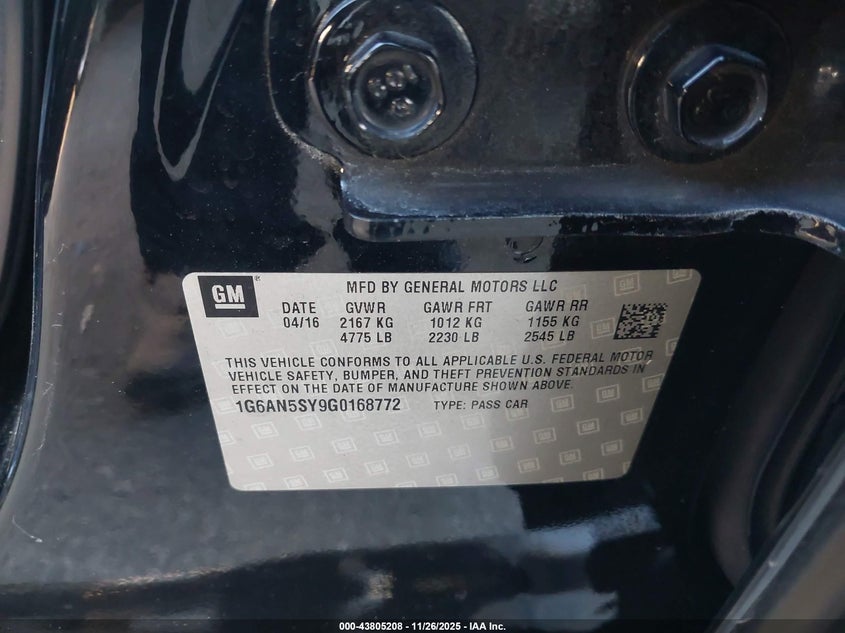 GM ®
MFD BY GENERAL MOTORS LLC
DATE GVWR GAWR FRT GAWR RR
04/16 2167 KG 1012 KG 1155 KG
4775 LB 2230 LB 2545 LB
THIS VEHICLE CONFORMS TO ALL APPLICABLE U.S. FEDERAL MOTOR
VEHICLE SAFETY, BUMPER, AND THEFT PREVENTION STANDARDS IN
EFFECT ON THE DATE OF MANUFACTURE SHOWN ABOVE.
1G6AN5SY9G0168772 TYPE: PASS CAR
000-43805208 - 11/26/2025 - IAA Inc.